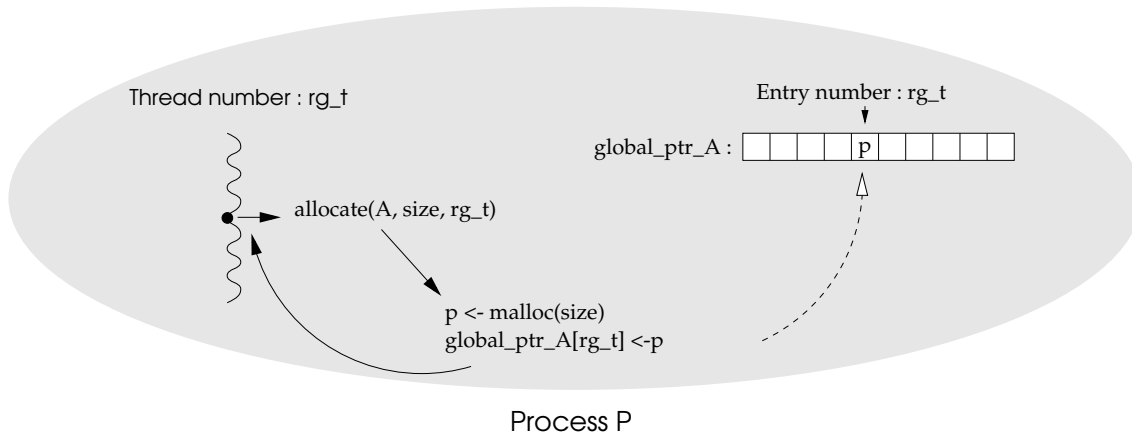 Thread number : rg_t
Entry number : rg_t
global_ptr_A :
p
allocate(A, size, rg_t)
p <- malloc(size)
global_ptr_A[rg_t] <-p
Process P